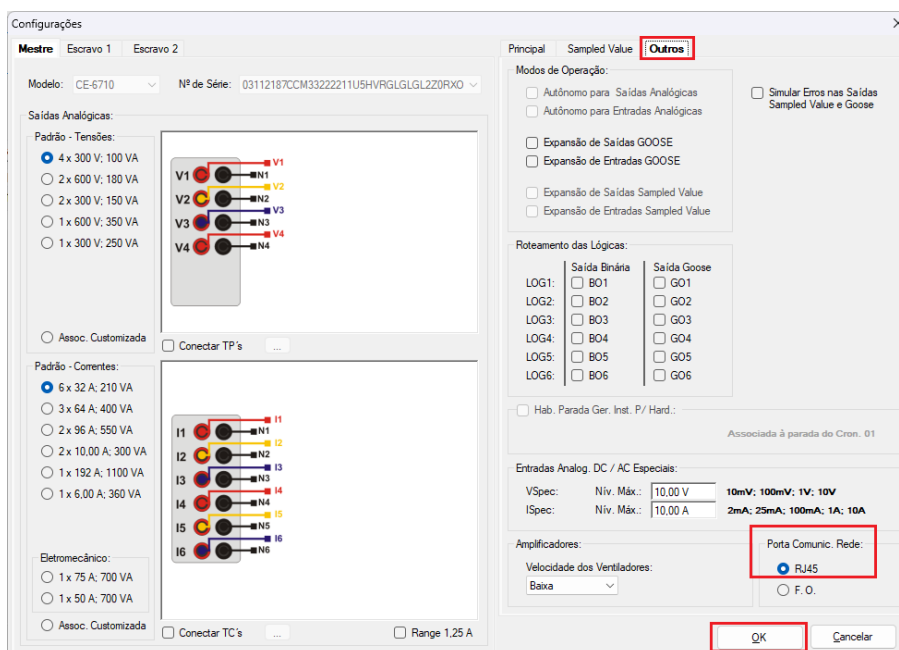 Configurações
Mestre Escravo 1 Escravo 2
Modelo: CE-6710 Nº de Série: 03112187CCM33222211U5HVRGLGLGL2Z0RXO
Saídas Analógicas:
Padrão - Tensões:
4 x 300 V; 100 VA
2 x 600 V; 180 VA
2 x 300 V; 150 VA
1 x 600 V; 350 VA
1 x 300 V; 250 VA
Assoc. Customizada
V1 V1 N1
V2 V2 N2
V3 V3 N3
V4 V4 N4
Conectar TP's ...
Padrão - Correntes:
6 x 32 A; 210 VA
3 x 64 A; 400 VA
2 x 96 A; 550 VA
2 x 10,00 A; 300 VA
1 x 192 A; 1100 VA
1 x 6,00 A; 360 VA
Eletromecânico:
1 x 75 A; 700 VA
1 x 50 A; 700 VA
Assoc. Customizada
I1 I1 N1
I2 I2 N2
I3 I3 N3
I4 I4 N4
I5 I5 N5
I6 I6 N6
Conectar TC's ... Range 1,25 A
Principal Sampled Value Outros
Modos de Operação:
Autônomo para Saídas Analógicas
Autônomo para Entradas Analógicas
Expansão de Saídas GOOSE
Expansão de Entradas GOOSE
Expansão de Saídas Sampled Value
Expansão de Entradas Sampled Value
Simular Erros nas Saídas
Sampled Value e Goose
Roteamento das Lógicas:
Saída Binária Saída Goose
LOG1: BO1 GO1
LOG2: BO2 GO2
LOG3: BO3 GO3
LOG4: BO4 GO4
LOG5: BO5 GO5
LOG6: BO6 GO6
Hab. Parada Ger. Inst. P/ Hard.:
Associada à parada do Cron. 01
Entradas Analog. DC / AC Especiais:
VSpec: Nív. Máx.: 10,00 V 10mV; 100mV; 1V; 10V
ISpec: Nív. Máx.: 10,00 A 2mA; 25mA; 100mA; 1A; 10A
Amplificadores:
Velocidade dos Ventiladores:
Baixa
Porta Comunic. Rede:
RJ45
F. O.
OK Cancelar